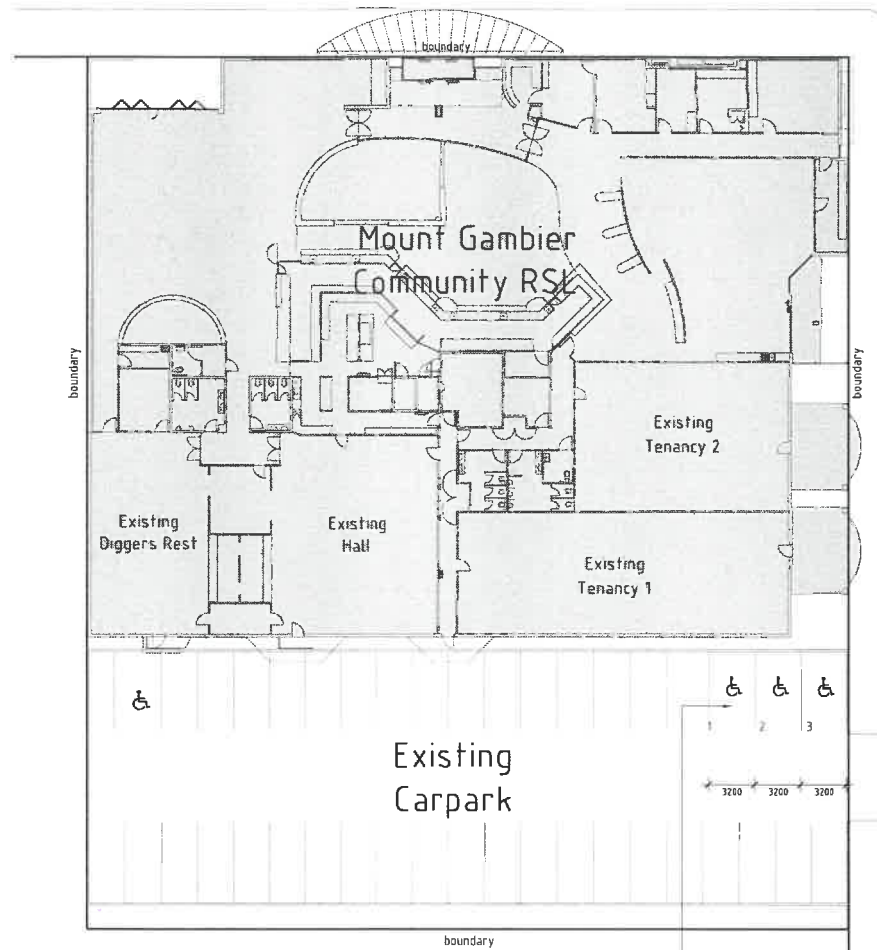 boundary
Mount Gambier
Community RSL
boundary
boundary
Existing
Tenancy 2
Existing
Diggers Rest
Existing
Hall
Existing
Tenancy 1
1 2 3
Existing
Carpark
3200 3200 3200
boundary